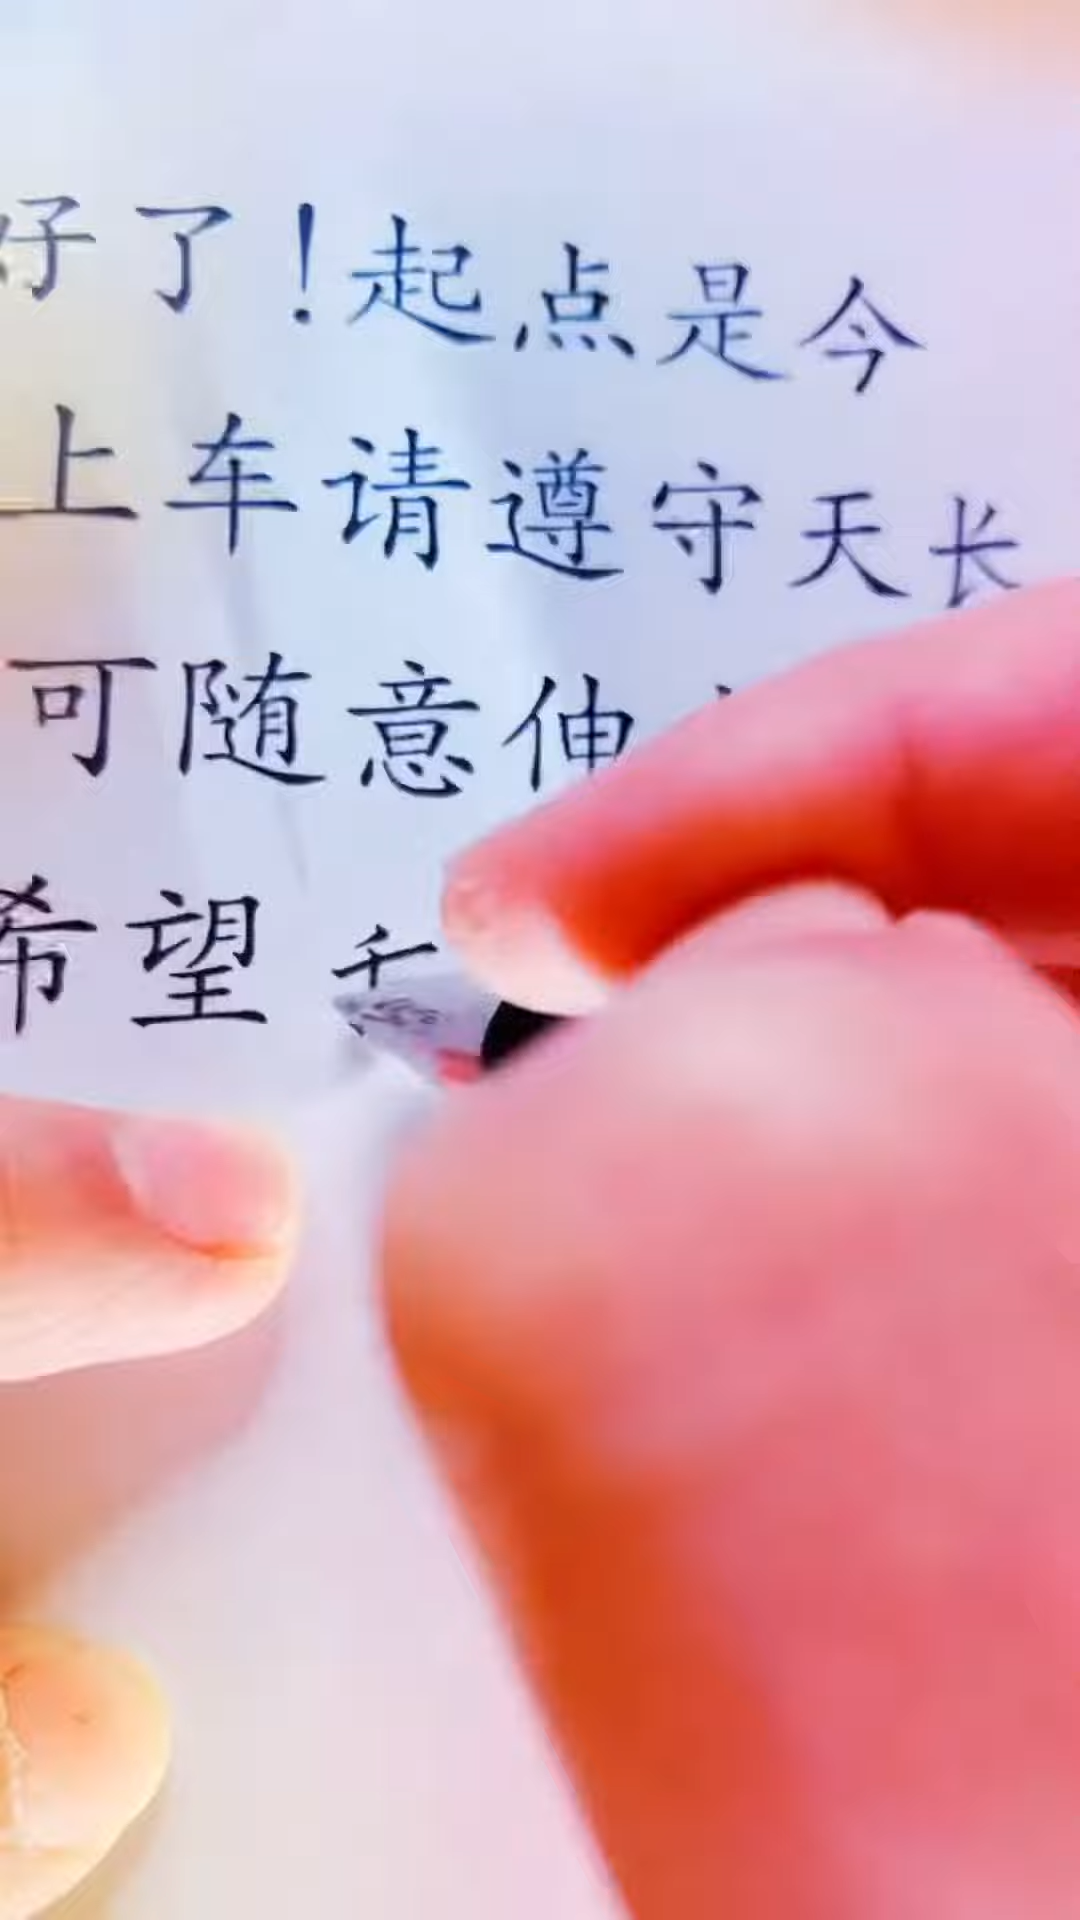 好了！起点是今
上车请遵守天长
可随意伸
希望